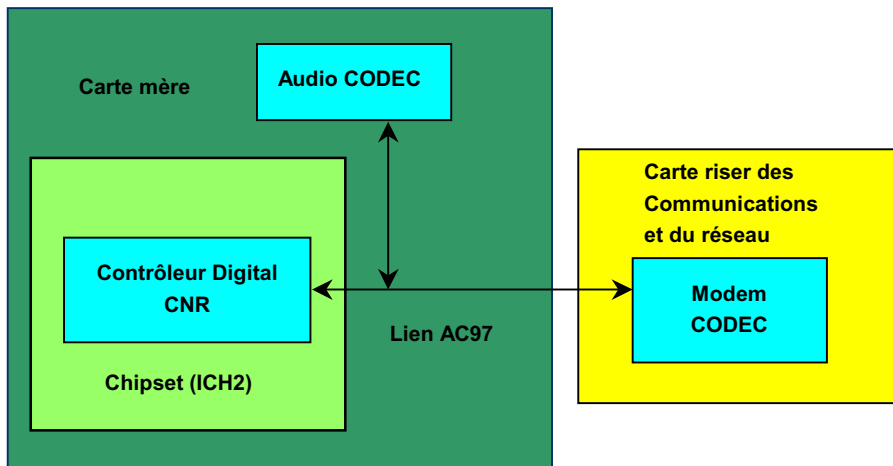 Carte mère
Audio CODEC
Contrôleur Digital
CNR
Chipset (ICH2)
Lien AC97
Carte riser des
Communications
et du réseau
Modem
CODEC